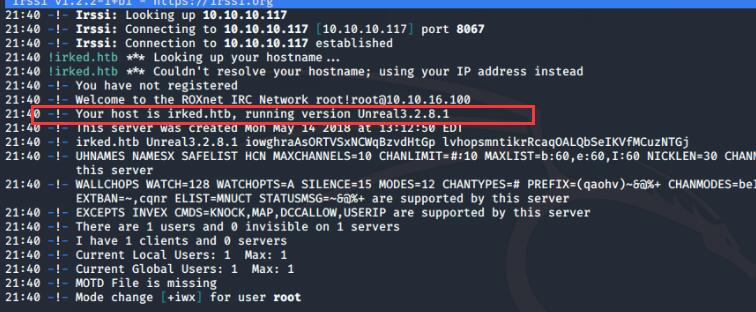 Irssi v1.2.2-1+b1 - https://irssi.org
21:40 -!- Irssi: Looking up 10.10.10.117
21:40 -!- Irssi: Connecting to 10.10.10.117 [10.10.10.117] port 8067
21:40 -!- Irssi: Connection to 10.10.10.117 established
21:40 !irked.htb *** Looking up your hostname...
21:40 !irked.htb *** Couldn't resolve your hostname; using your IP address instead
21:40 -!- You have not registered
21:40 -!- Welcome to the ROXnet IRC Network root!root@10.10.16.100
21:40 -!- Your host is irked.htb, running version Unreal3.2.8.1
21:40 -!- This server was created Mon May 14 2018 at 13:12:50 EDT
21:40 -!- irked.htb Unreal3.2.8.1 iowghraAsORTVSxNCWqBzvdHtGp lvhopsmntikrRcaqOALQbSeIKVfMCuzNTGj
21:40 -!- UHNAMES NAMESX SAFELIST HCN MAXCHANNELS=10 CHANLIMIT=#:10 MAXLIST=b:60,e:60,I:60 NICKLEN=30 CHAN
this server
21:40 -!- WALLCHOPS WATCH=128 WATCHOPTS=A SILENCE=15 MODES=12 CHANTYPES=# PREFIX=(qaohv)~&@%+ CHANMODES=beI
EXTBAN=~,cqnr ELIST=MNUCT STATUSMSG=~&@%+ are supported by this server
21:40 -!- EXCEPTS INVEX CMDS=KNOCK,MAP,DCCALLOW,USERIP are supported by this server
21:40 -!- There are 1 users and 0 invisible on 1 servers
21:40 -!- I have 1 clients and 0 servers
21:40 -!- Current Local Users: 1 Max: 1
21:40 -!- Current Global Users: 1 Max: 1
21:40 -!- MOTD File is missing
21:40 -!- Mode change [+iwx] for user root